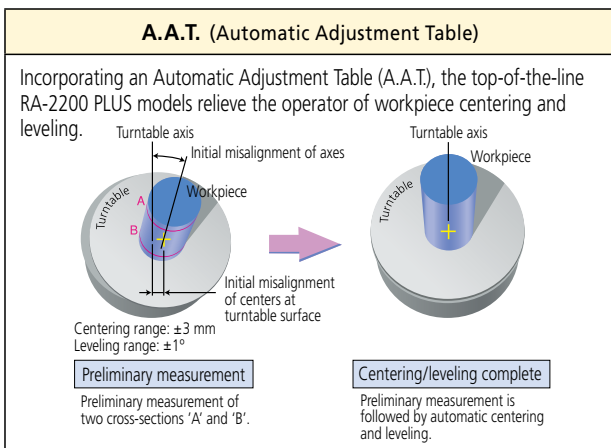 A.A.T. (Automatic Adjustment Table)
Incorporating an Automatic Adjustment Table (A.A.T.), the top-of-the-line
RA-2200 PLUS models relieve the operator of workpiece centering and
leveling.
Turntable axis
Initial misalignment of axes
Workpiece
Turntable
A
B
Initial misalignment
of centers at
turntable surface
Centering range: ±3 mm
Leveling range: ±1°
Preliminary measurement
Preliminary measurement of
two cross-sections 'A' and 'B'.
Turntable axis
Workpiece
Turntable
Centering/leveling complete
Preliminary measurement is
followed by automatic centering
and leveling.